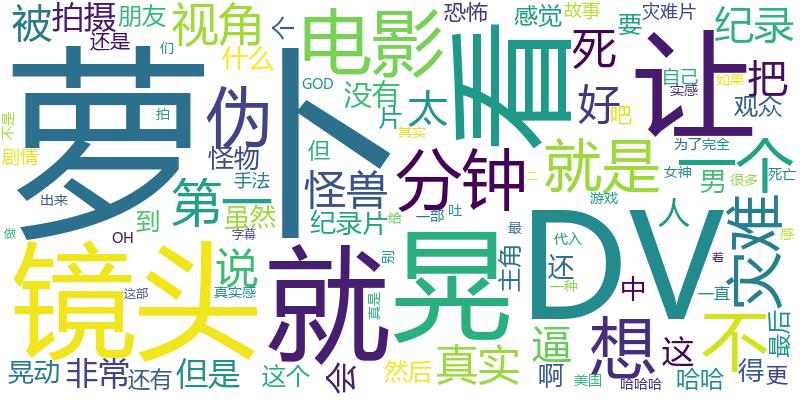 被 拍摄 朋友 视角 个 电影 恐怖 感觉 故事 要 灾难片 纪录
还是 什么 们 GOD 没有 看 死 让 自己 如果 把
萝卜 伪 片 太 好 吧 实感 观众
不是 拍 但 其实 为了完全
剧情 怪物 怪兽 分钟 就是 一个
出来 手法 第一 女神 男 很多 死亡
到 虽然 纪录片 给 一部 吐 二 游戏 人 灾难
做 OH 字幕 最 DV 感
镜头 说 就 晃 别 主角 代入 还 中 着
这部 真实感 真是 一种 一直
想 这 不 最后
晃动 非常 还有 但是 这个 会 然后 真实 逼 啊 美国 哈哈哈 哈哈 得 更